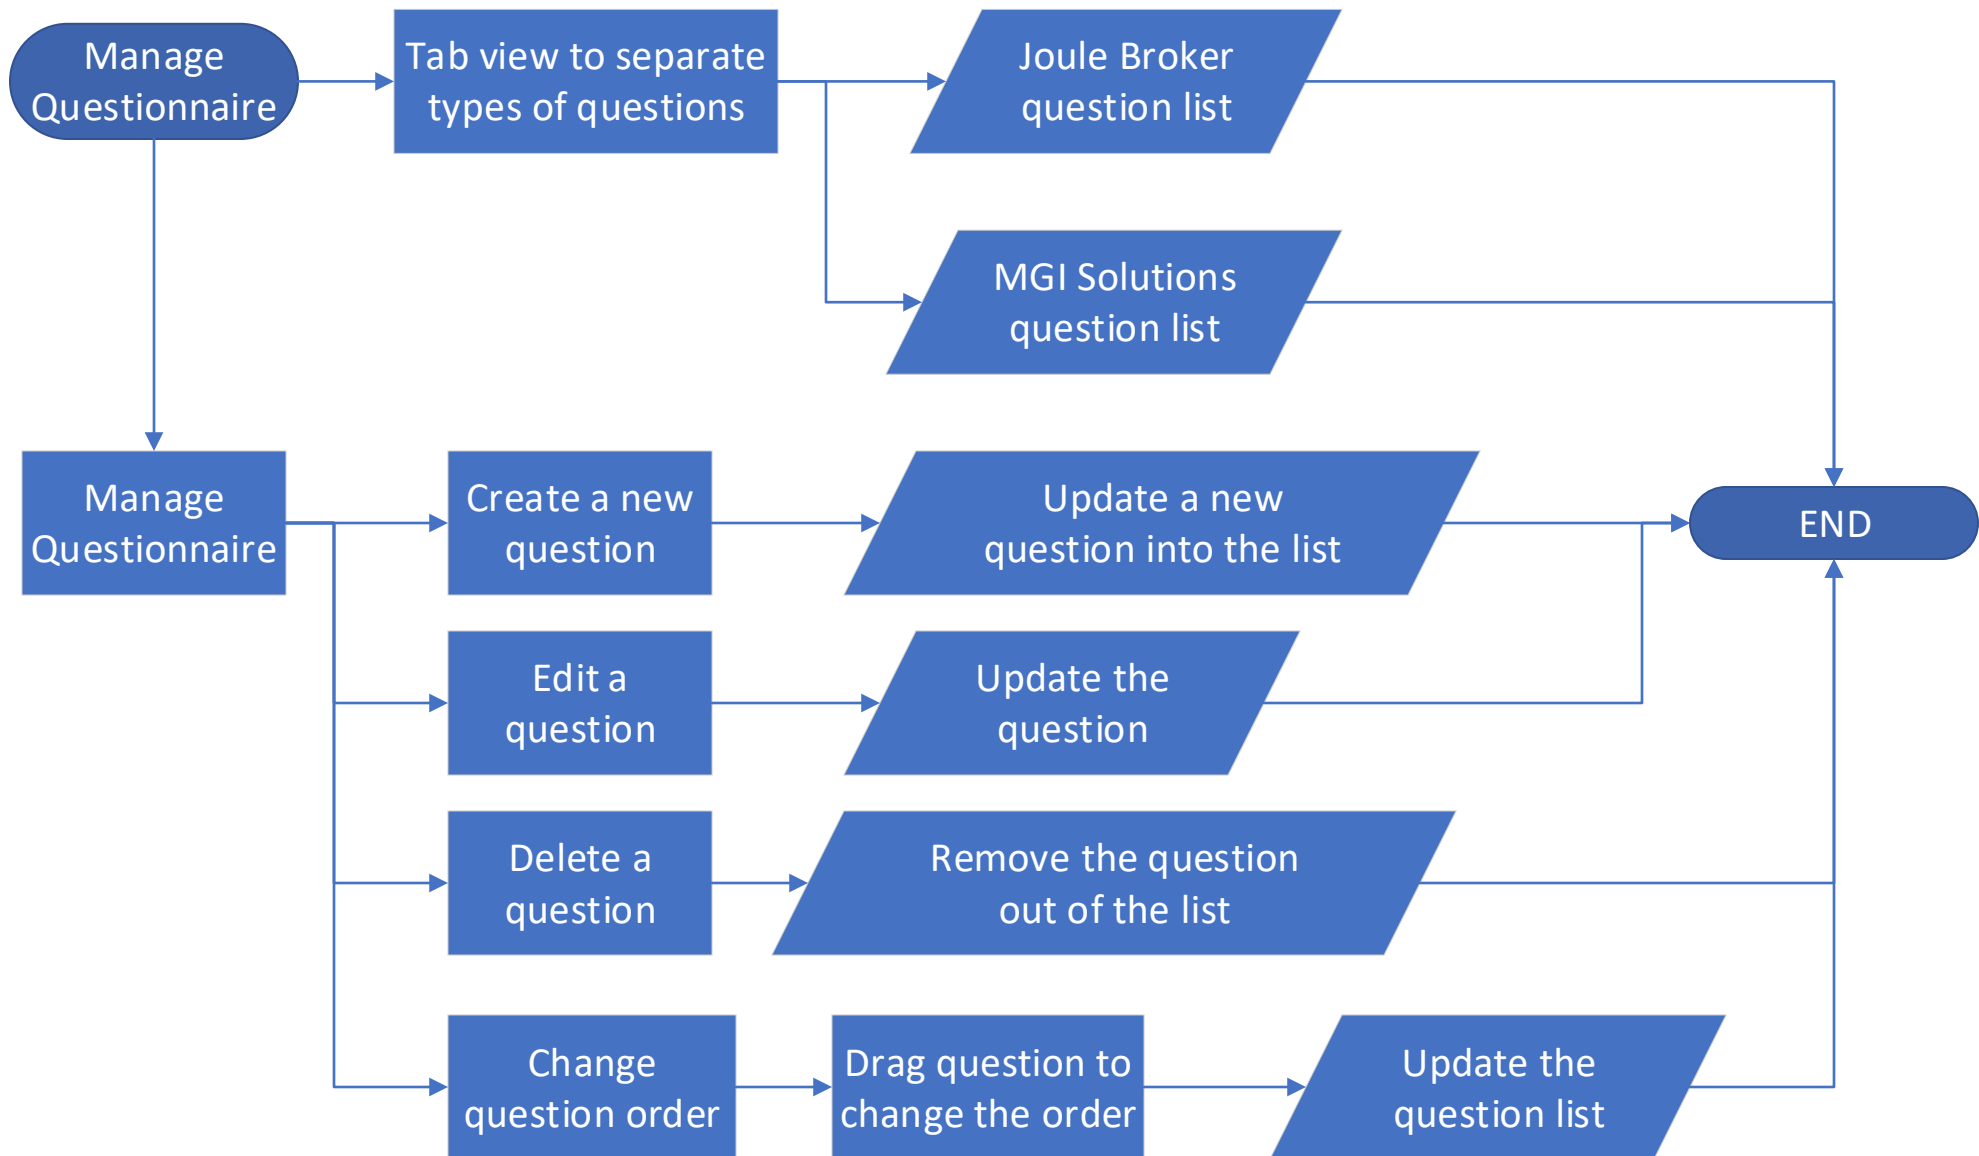 Manage
Questionnaire
Tab view to separate
types of questions
Joule Broker
question list
MGI Solutions
question list
Manage
Questionnaire
Create a new
question
Update a new
question into the list
END
Edit a
question
Update the
question
Delete a
question
Remove the question
out of the list
Change
question order
Drag question to
change the order
Update the
question list